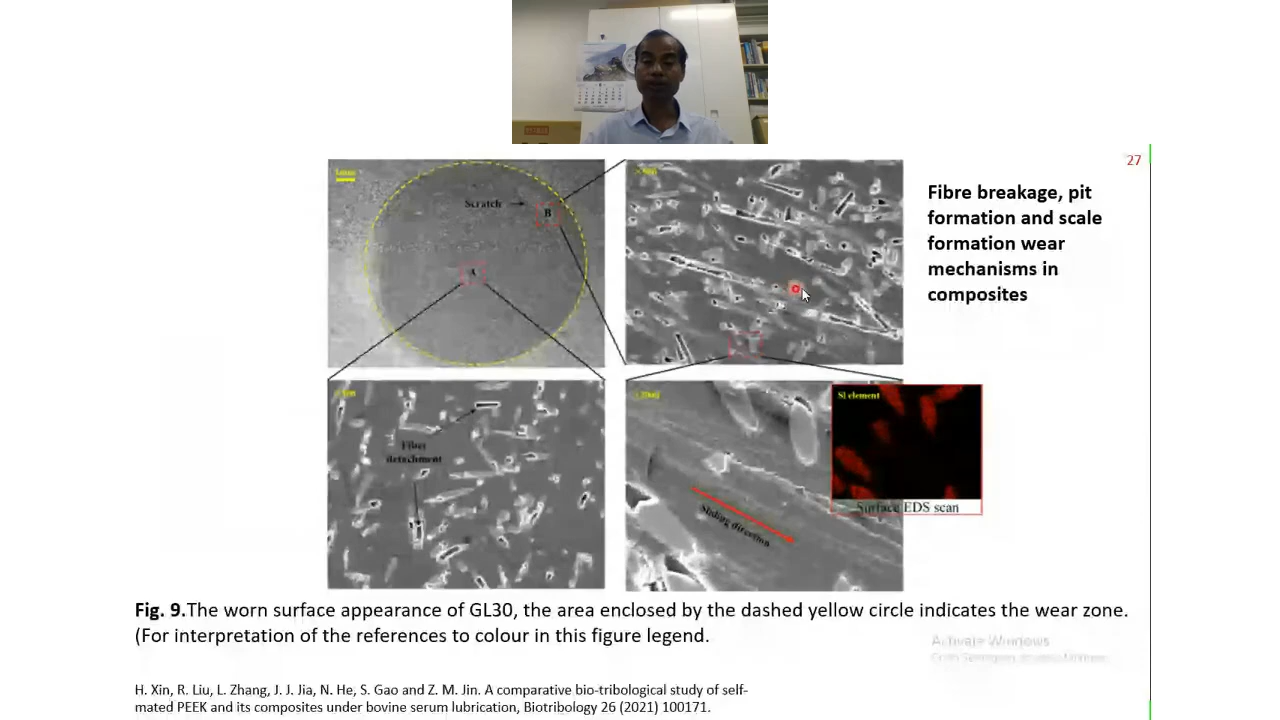 27
1mm
Scratch
B
A
Fibre breakage, pit
formation and scale
formation wear
mechanisms in
composites
Fiber
detachment
Sliding direction
Si element
Surface EDS scan
Fig. 9.The worn surface appearance of GL30, the area enclosed by the dashed yellow circle indicates the wear zone.
(For interpretation of the references to colour in this figure legend.
Activate Windows
H. Xin, R. Liu, L. Zhang, J. J. Jia, N. He, S. Gao and Z. M. Jin. A comparative bio-tribological study of self-
mated PEEK and its composites under bovine serum lubrication, Biotribology 26 (2021) 100171.